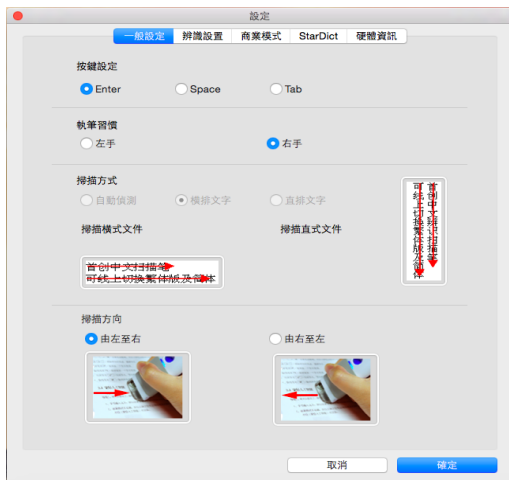 設定
一般設定 辨識設置 商業模式 StarDict 硬體資訊
按鍵設定
Enter Space Tab
執筆習慣
左手 右手
掃描方式
自動偵測 橫排文字 直排文字
掃描橫式文件 掃描直式文件
首创中文扫描笔
可线上切换繁体版及简体
首创中文辨识扫描笔
可线上切换繁体版及简体
掃描方向
由左至右 由右至左
取消 確定